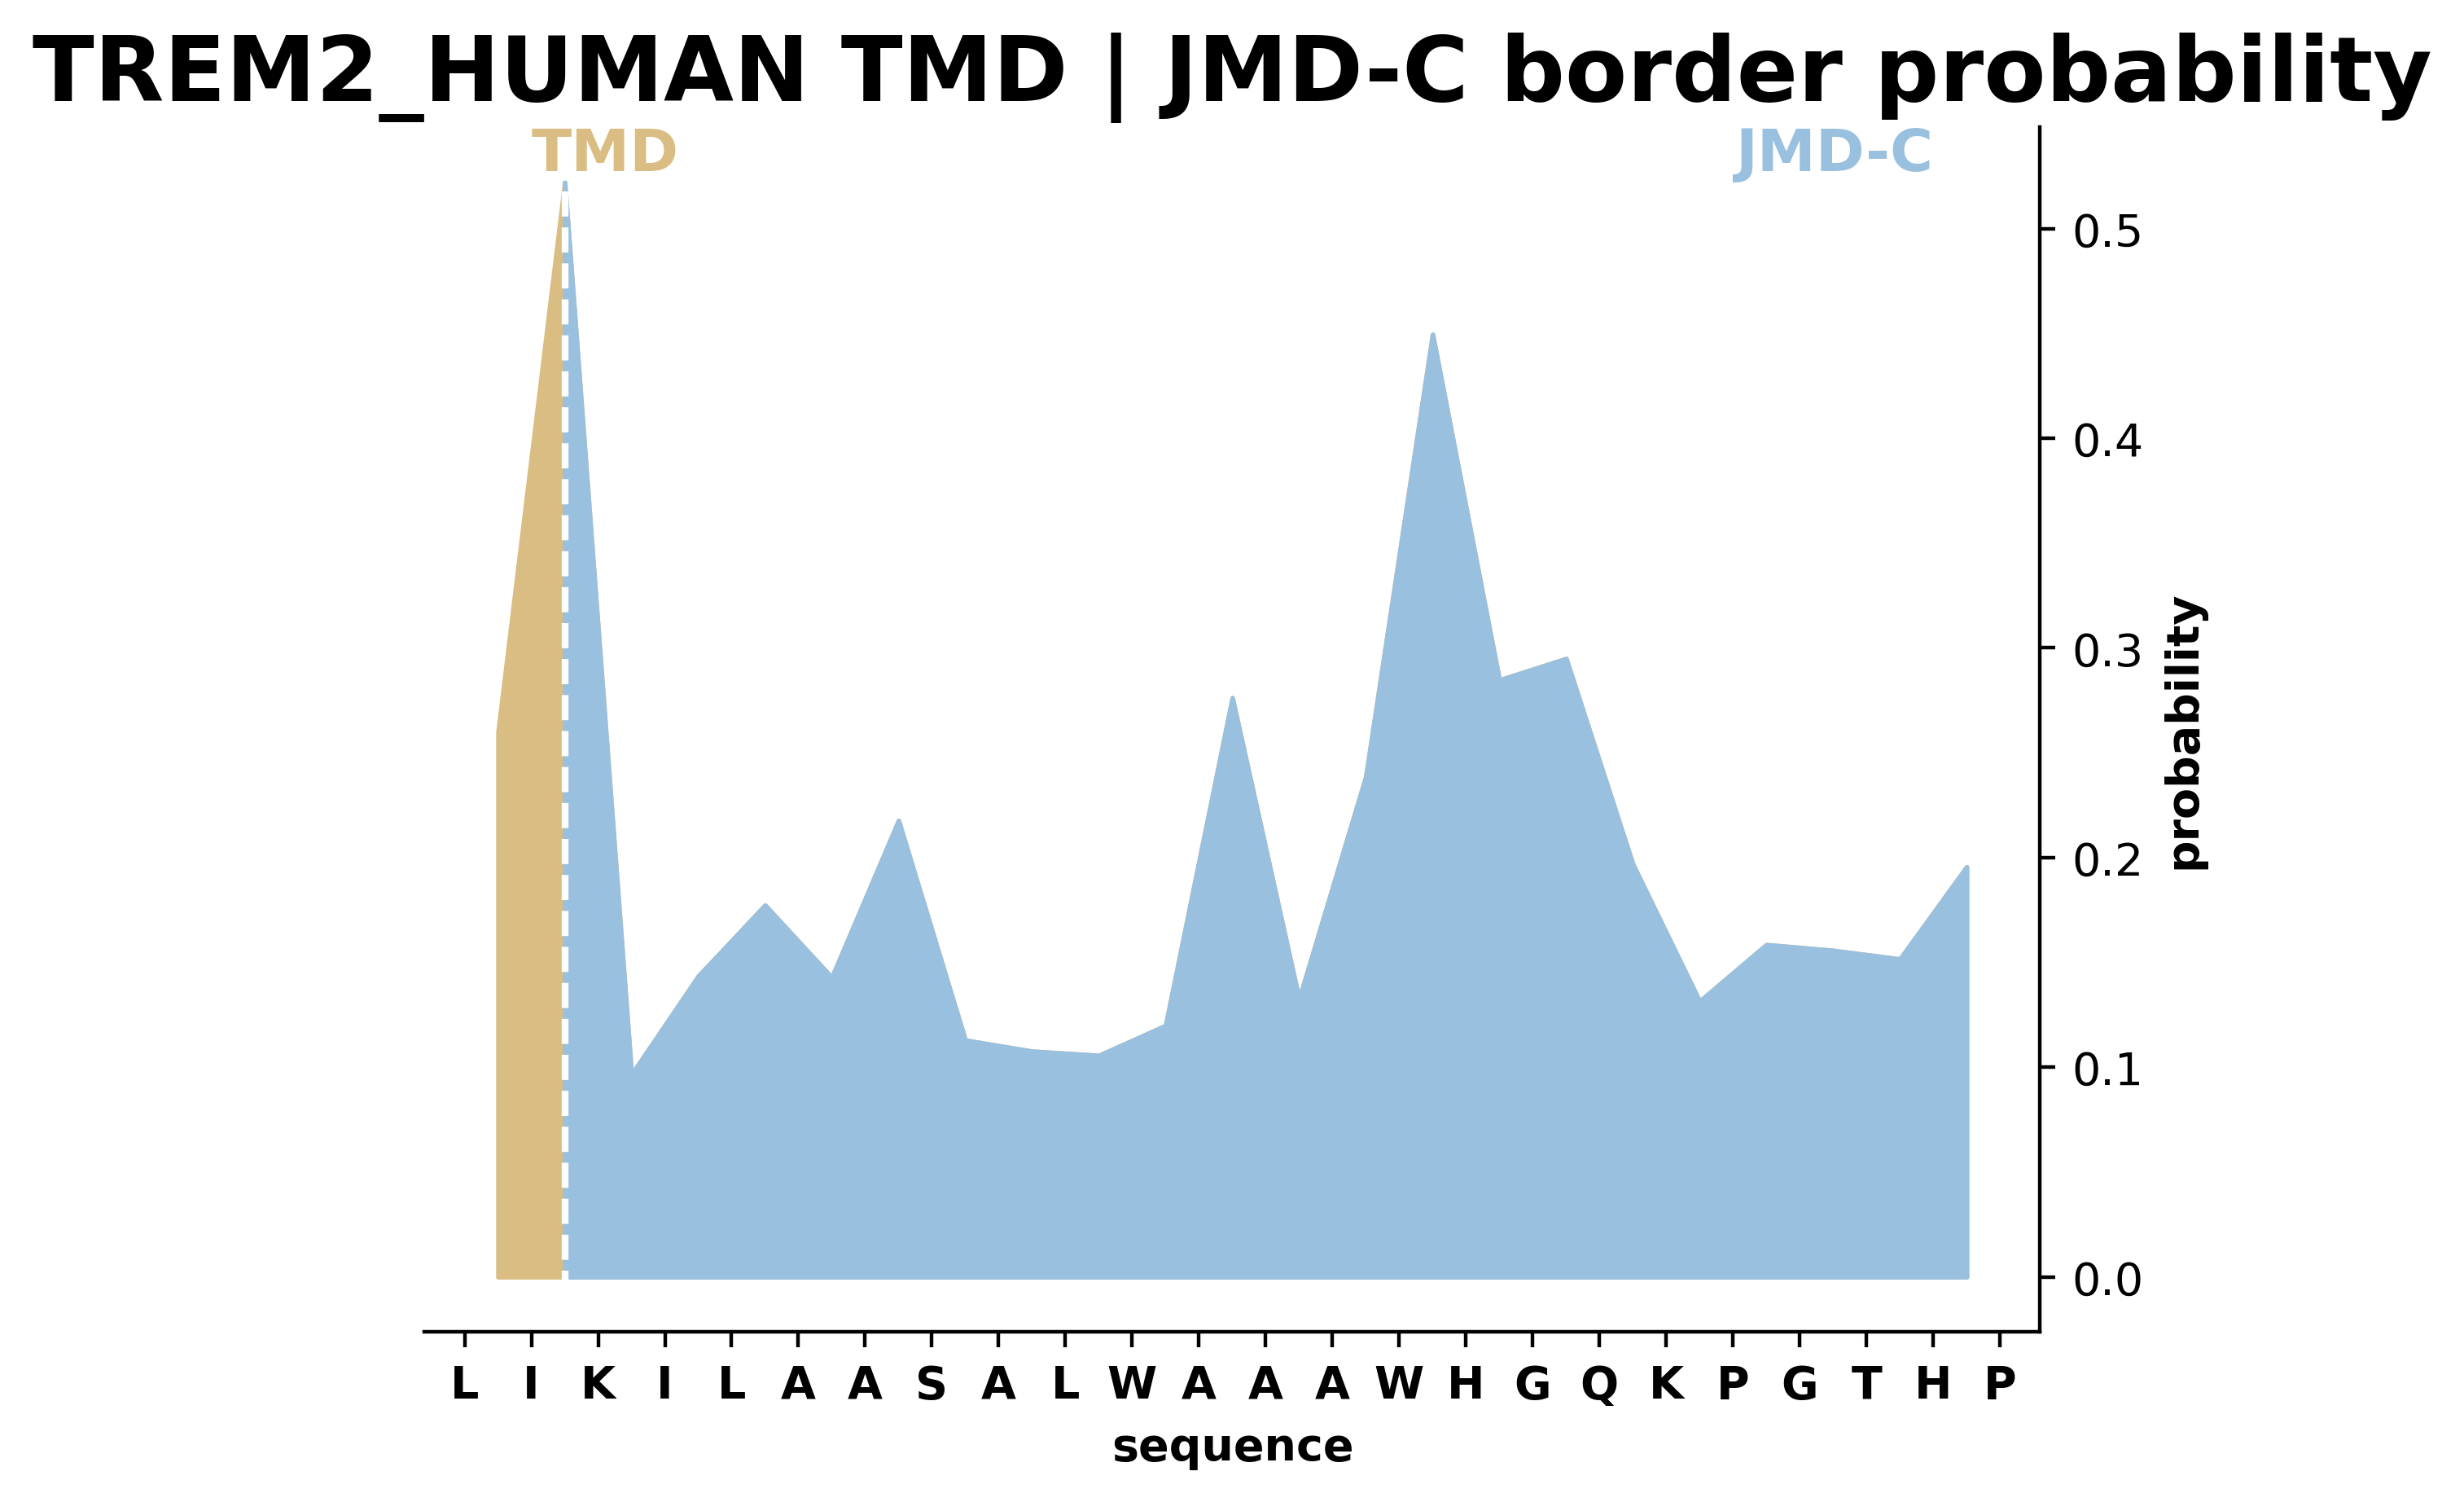 TREM2_HUMAN TMD | JMD-C border probability
TMD JMD-C
0.5
0.4
0.3
0.2
0.1
0.0
probability
L I K I L A A S A L W A A A W H G Q K P G T H P
sequence